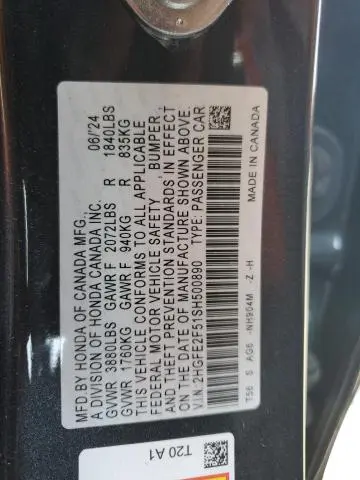 MFD. BY HONDA OF CANADA MFG.,
A DIVISION OF HONDA CANADA INC. 06/'24
GVWR 3880LBS GAWR F 2072LBS R 1840LBS
GVWR 1760KG GAWR F 940KG R 835KG
THIS VEHICLE CONFORMS TO ALL APPLICABLE
FEDERAL MOTOR VEHICLE SAFETY, BUMPER,
AND THEFT PREVENTION STANDARDS IN EFFECT
ON THE DATE OF MANUFACTURE SHOWN ABOVE.
V.I.N.: 2HGFE2F51SH500890 TYPE: PASSENGER CAR
T56 S AG6 -NH904M -Z -H MADE IN CANADA
T20 A1